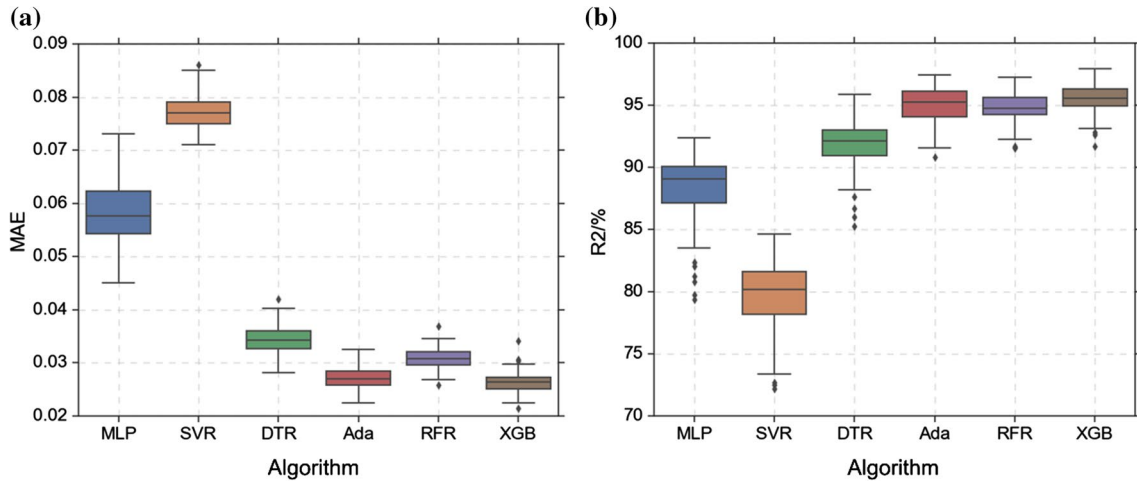 (a)
MAE
0.09
0.08
0.07
0.06
0.05
0.04
0.03
0.02
MLP SVR DTR Ada RFR XGB
Algorithm
(b)
R2/%
100
95
90
85
80
75
70
MLP SVR DTR Ada RFR XGB
Algorithm